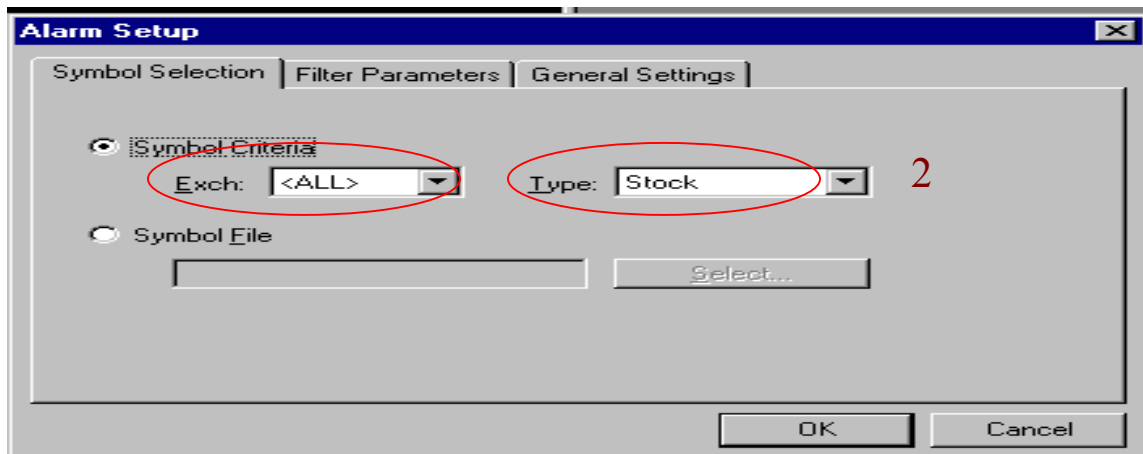 Alarm Setup
Symbol Selection Filter Parameters General Settings
Symbol Criteria
Exch: <ALL> Type: Stock 2
Symbol File
Select...
OK Cancel